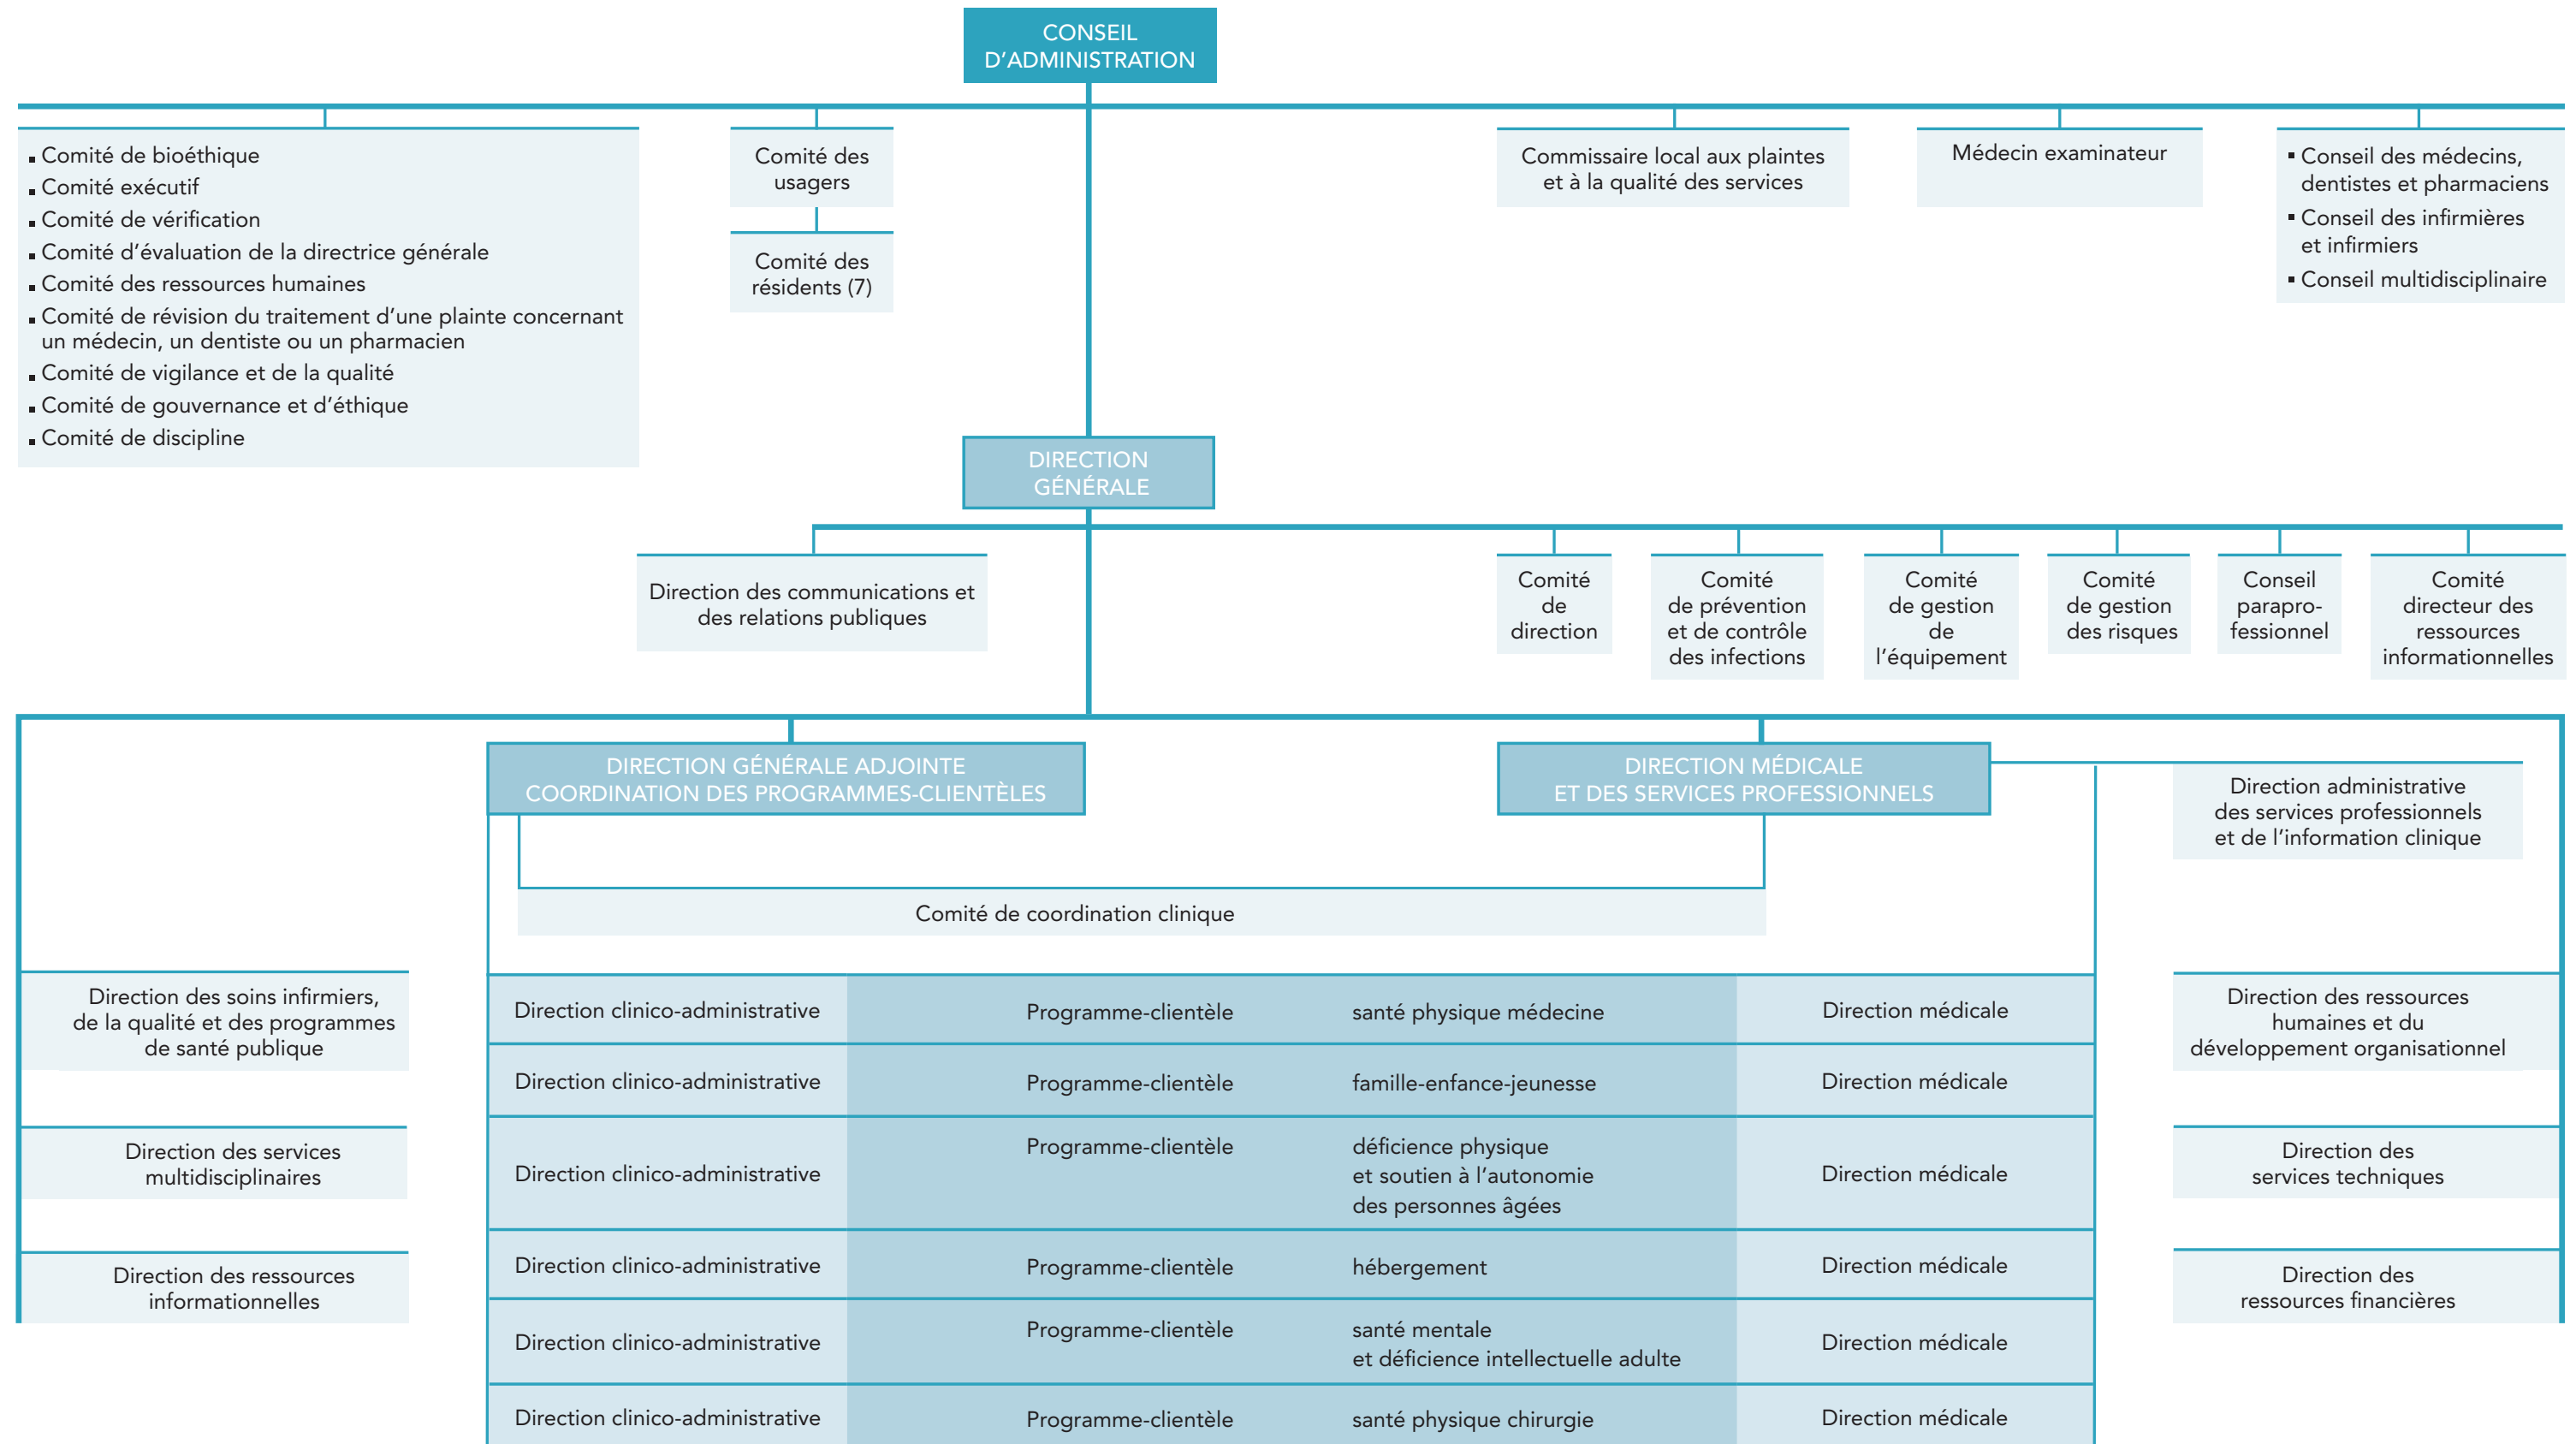 CONSEIL
D’ADMINISTRATION
▪ Comité de bioéthique
▪ Comité exécutif
▪ Comité de vérification
▪ Comité d’évaluation de la directrice générale
▪ Comité des ressources humaines
▪ Comité de révision du traitement d’une plainte concernant
un médecin, un dentiste ou un pharmacien
▪ Comité de vigilance et de la qualité
▪ Comité de gouvernance et d’éthique
▪ Comité de discipline
Comité des
usagers
Comité des
résidents (7)
Commissaire local aux plaintes
et à la qualité des services
Médecin examinateur
▪ Conseil des médecins,
dentistes et pharmaciens
▪ Conseil des infirmières
et infirmiers
▪ Conseil multidisciplinaire
DIRECTION
GÉNÉRALE
Direction des communications et
des relations publiques
Comité
de
direction
Comité
de prévention
et de contrôle
des infections
Comité
de gestion
de
l’équipement
Comité
de gestion
des risques
Conseil
parapro-
fessionnel
Comité
directeur des
ressources
informationnelles
DIRECTION GÉNÉRALE ADJOINTE
COORDINATION DES PROGRAMMES-CLIENTÈLES
DIRECTION MÉDICALE
ET DES SERVICES PROFESSIONNELS
Direction administrative
des services professionnels
et de l’information clinique
Comité de coordination clinique
Direction des soins infirmiers,
de la qualité et des programmes
de santé publique
Direction des services
multidisciplinaires
Direction des ressources
informationnelles
Direction clinico-administrative Programme-clientèle santé physique médecine Direction médicale
Direction clinico-administrative Programme-clientèle famille-enfance-jeunesse Direction médicale
Direction clinico-administrative Programme-clientèle déficience physique
et soutien à l’autonomie
des personnes âgées
Direction médicale
Direction clinico-administrative Programme-clientèle hébergement Direction médicale
Direction clinico-administrative Programme-clientèle santé mentale
et déficience intellectuelle adulte
Direction médicale
Direction clinico-administrative Programme-clientèle santé physique chirurgie Direction médicale
Direction des ressources
humaines et du
développement organisationnel
Direction des
services techniques
Direction des
ressources financières